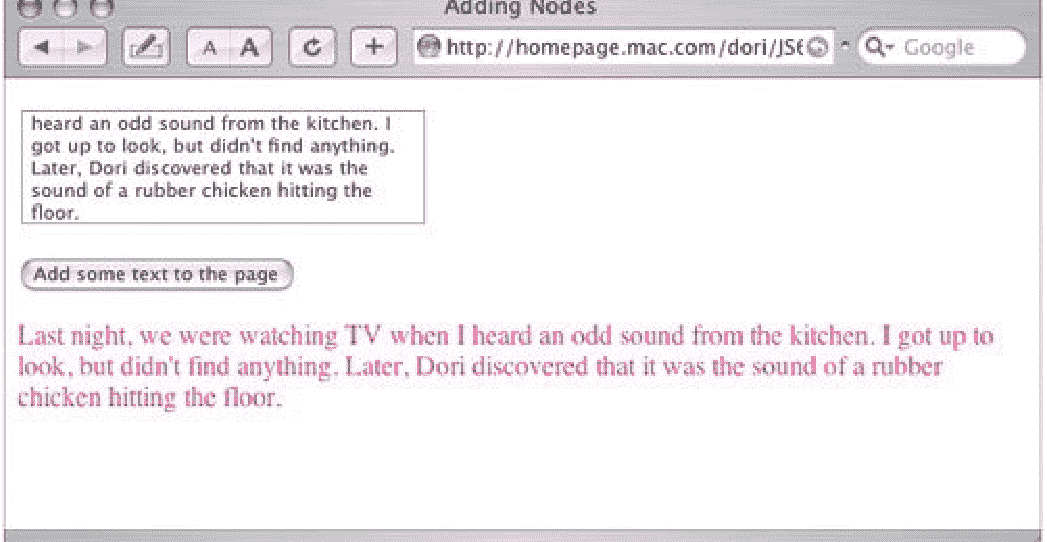 Adding Nodes
A A
http://homepage.mac.com/dori/JS6
Google
heard an odd sound from the kitchen. I
got up to look, but didn't find anything.
Later, Dori discovered that it was the
sound of a rubber chicken hitting the
floor.
Add some text to the page
Last night, we were watching TV when I heard an odd sound from the kitchen. I got up to
look, but didn't find anything. Later, Dori discovered that it was the sound of a rubber
chicken hitting the floor.